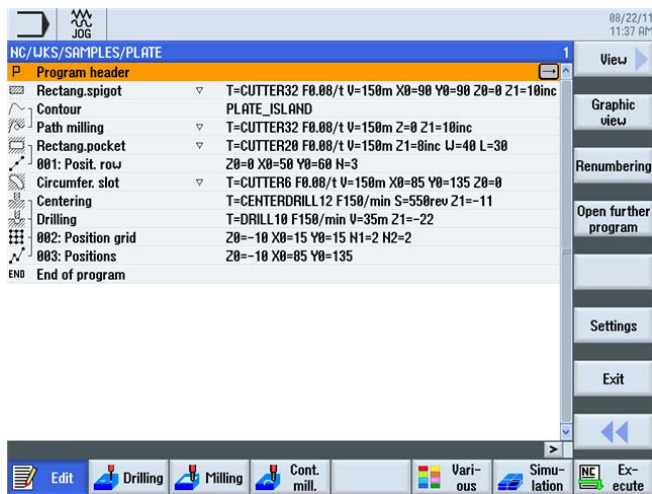 JOG
08/22/11
11:37 AM
NC/WKS/SAMPLES/PLATE 1
P Program header
Rectang.spigot ▿ T=CUTTER32 F0.08/t V=150m X0=90 Y0=90 Z0=0 Z1=10inc
Contour PLATE_ISLAND
Path milling ▿ T=CUTTER32 F0.08/t V=150m Z=0 Z1=10inc
Rectang.pocket ▿ T=CUTTER20 F0.08/t V=150m Z1=8inc W=40 L=30
001: Posit. row Z0=0 X0=50 Y0=60 N=3
Circumfer. slot ▿ T=CUTTER6 F0.08/t V=150m X0=85 Y0=135 Z0=0
Centering T=CENTERDRILL12 F150/min S=550rev Z1=-11
Drilling T=DRILL10 F150/min V=35m Z1=-22
002: Position grid Z0=-10 X0=15 Y0=15 N1=2 N2=2
003: Positions Z0=-10 X0=85 Y0=135
END End of program
View
Graphic
view
Renumbering
Open further
program
Settings
Exit
Edit
Drilling
Milling
Cont.
mill.
Vari-
ous
Simu-
lation
NC
Ex-
ecute